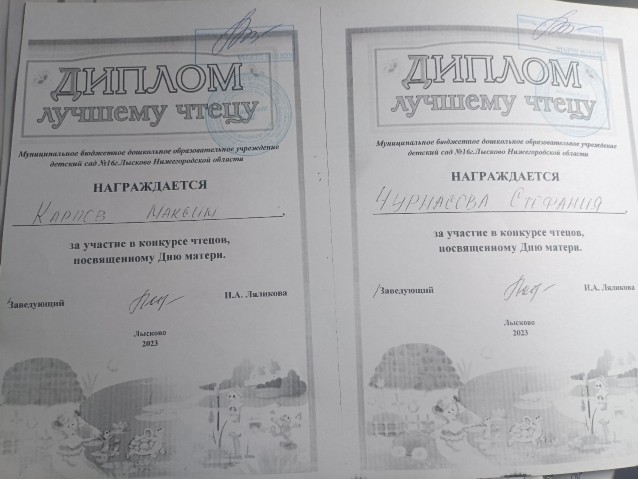 ДИПЛОМ
лучшему чтецу
Муниципальное бюджетное дошкольное образовательное учреждение
детский сад №16г.Лысково Нижегородской области
НАГРАЖДАЕТСЯ
Карпов Максим
за участие в конкурсе чтецов,
посвященному Дню матери.
Заведующий И.А. Ляликова
Лысково
2023
ДИПЛОМ
лучшему чтецу
Муниципальное бюджетное дошкольное образовательное учреждение
детский сад №16г.Лысково Нижегородской области
НАГРАЖДАЕТСЯ
Стефания
за участие в конкурсе чтецов,
посвященному Дню матери.
Заведующий И.А. Ляликова
Лысково
2023